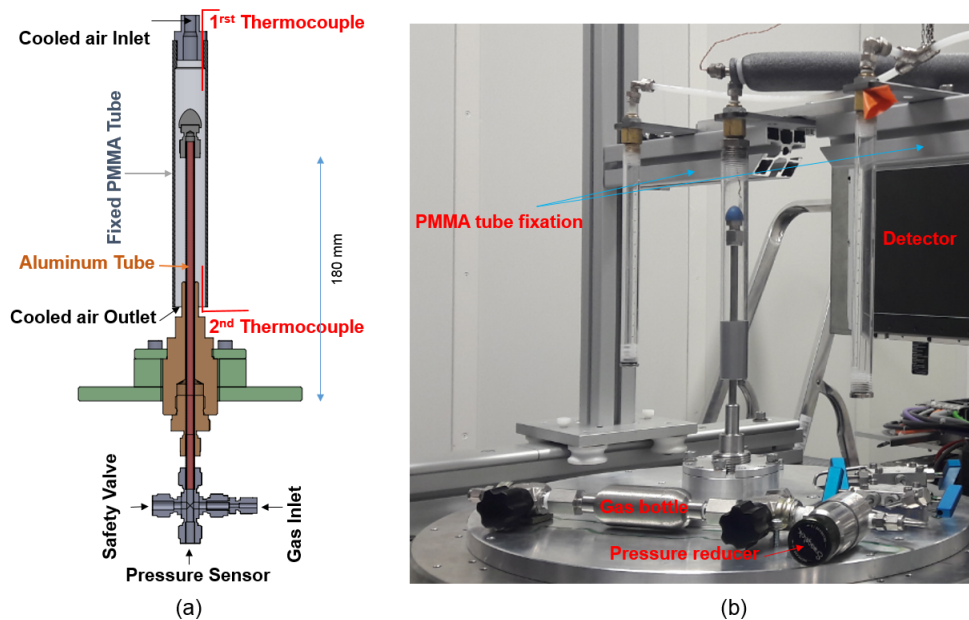 1rst Thermocouple
Cooled air Inlet
Fixed PMMA Tube
Aluminum Tube
180 mm
Cooled air Outlet
2nd Thermocouple
Safety Valve
Gas Inlet
Pressure Sensor
(a)
PMMA tube fixation
Detector
Gas bottle
Pressure reducer
(b)